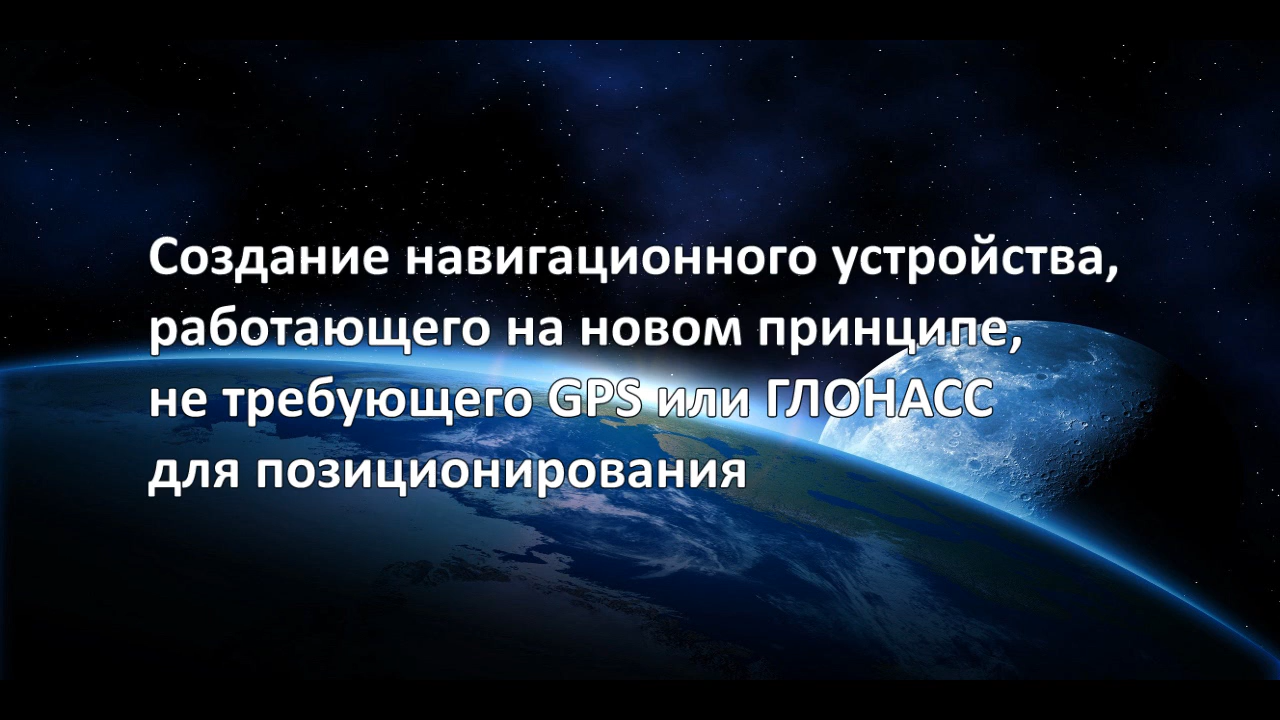 Создание навигационного устройства,
работающего на новом принципе,
не требующего GPS или ГЛОНАСС
для позиционирования